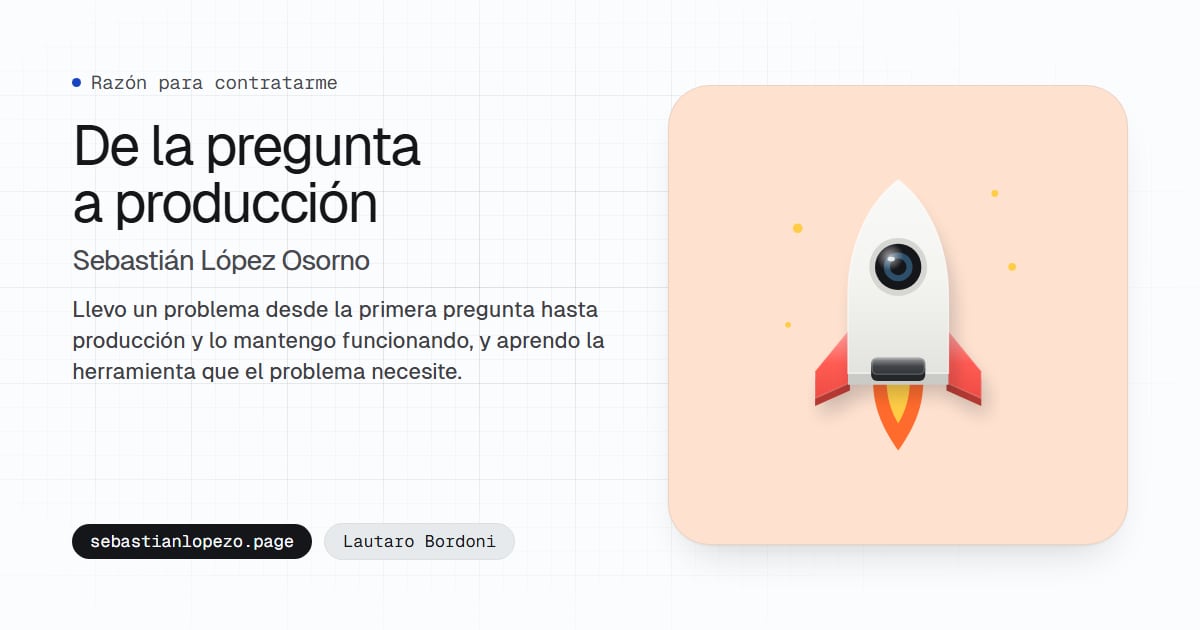 Razón para contratarme
De la pregunta
a producción
Sebastián López Osorno
Llevo un problema desde la primera pregunta hasta
producción y lo mantengo funcionando, y aprendo la
herramienta que el problema necesite.
sebastianlopezo.page
Lautaro Bordoni